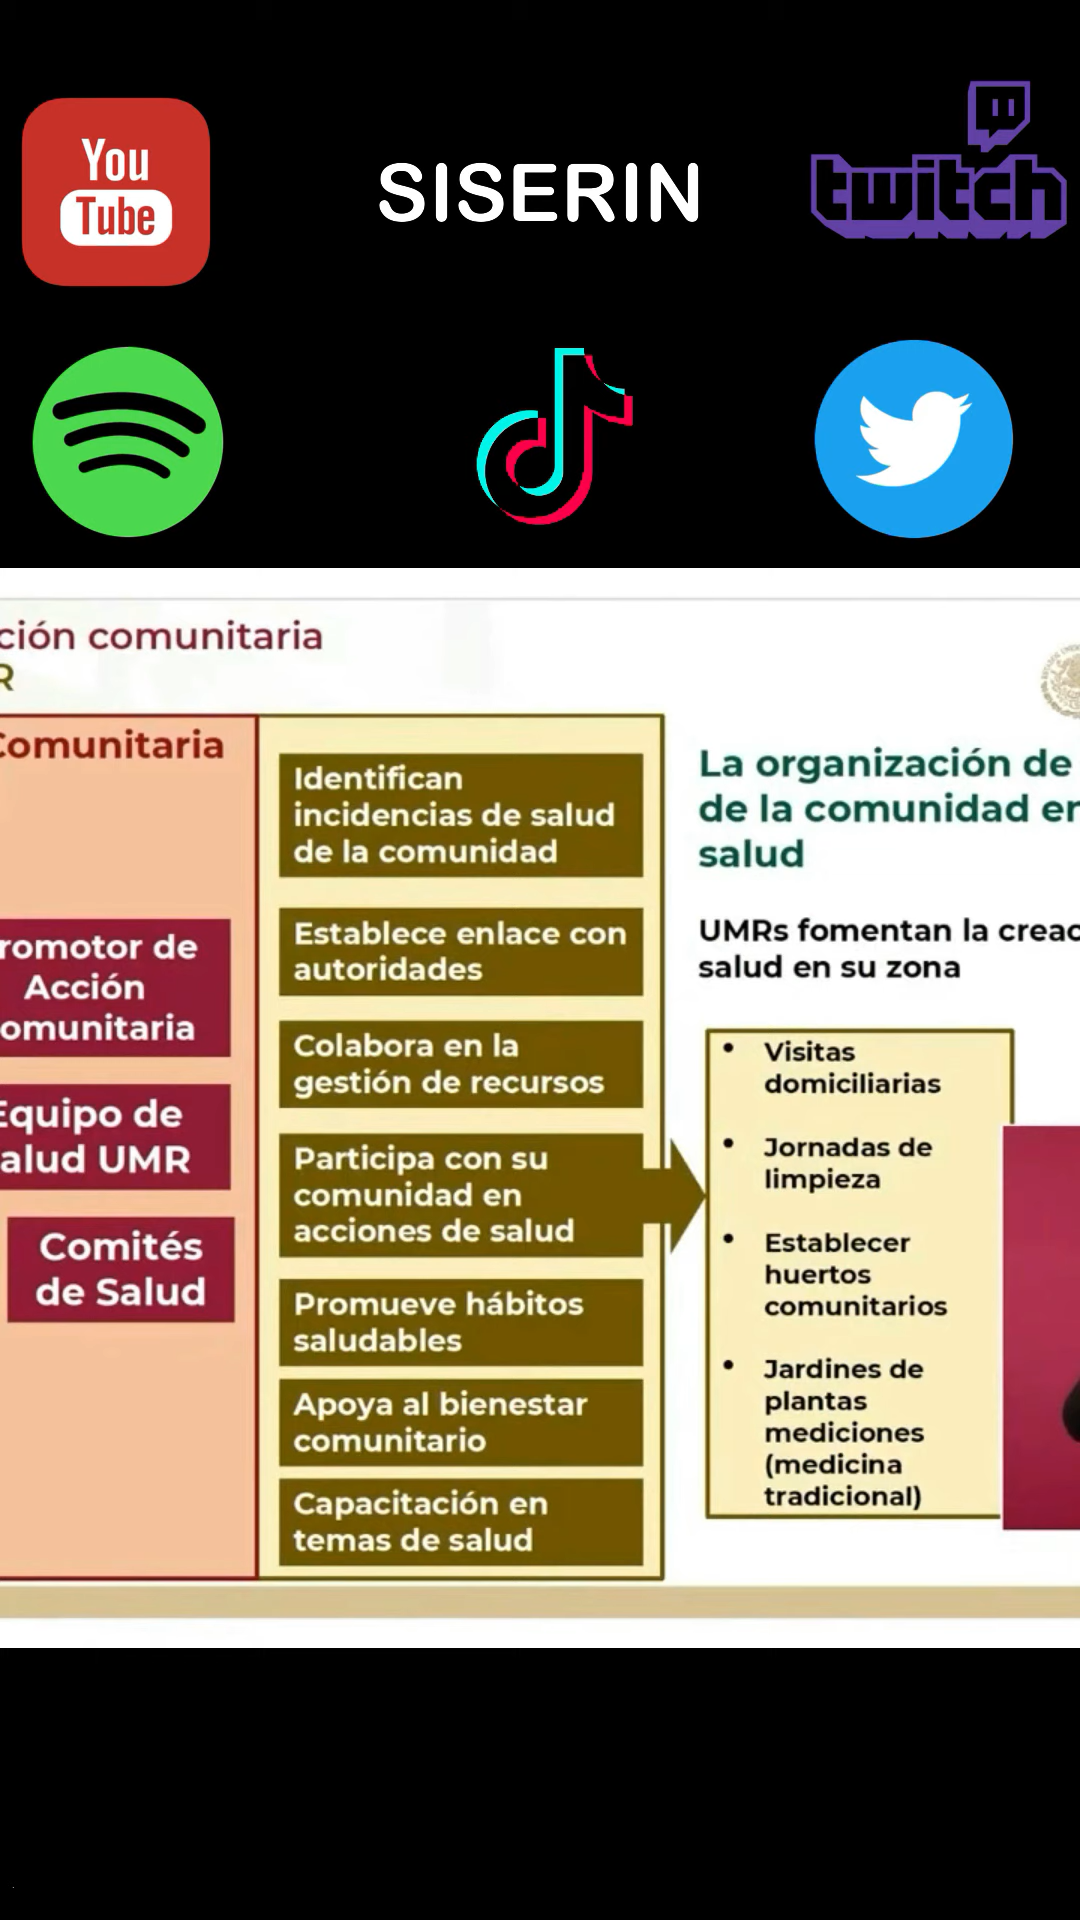 You
Tube
SISERIN
twitch
ción comunitaria
R
Comunitaria
romotor de
Acción
omunitaria
Equipo de
alud UMR
Comités
de Salud
Identifican
incidencias de salud
de la comunidad
Establece enlace con
autoridades
Colabora en la
gestión de recursos
Participa con su
comunidad en
acciones de salud
Promueve hábitos
saludables
Apoya al bienestar
comunitario
Capacitación en
temas de salud
La organización de
de la comunidad en
salud
UMRs fomentan la creac
salud en su zona
• Visitas
domiciliarias
• Jornadas de
limpieza
• Establecer
huertos
comunitarios
• Jardines de
plantas
mediciones
(medicina
tradicional)